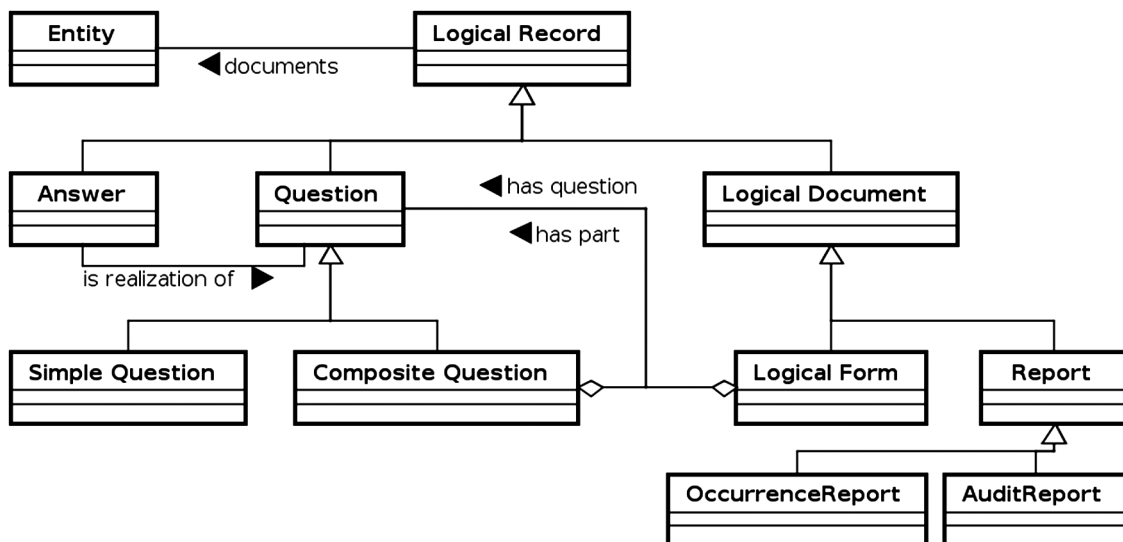 Entity
Logical Record
documents
Answer
Question
has question
Logical Document
has part
is realization of
Simple Question
Composite Question
Logical Form
Report
OccurrenceReport
AuditReport